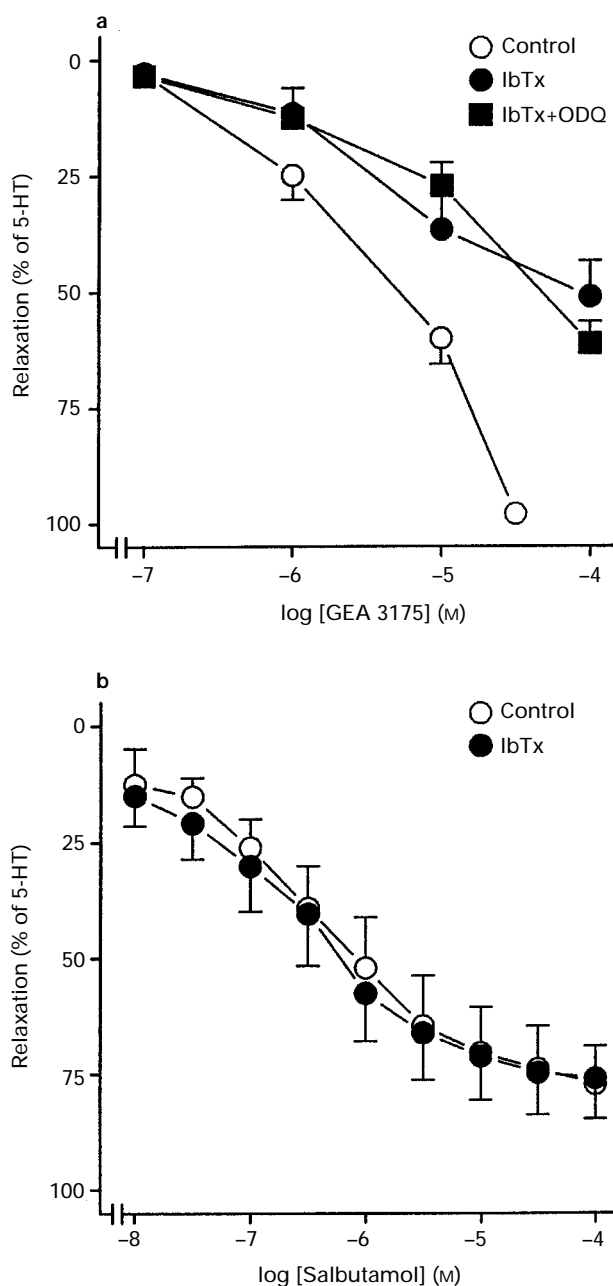 a
Control
IbTx
IbTx+ODQ
0
25
50
75
100
Relaxation (% of 5-HT)
–7 –6 –5 –4
log [GEA 3175] (M)
b
Control
IbTx
0
25
50
75
100
Relaxation (% of 5-HT)
–8 –7 –6 –5 –4
log [Salbutamol] (M)